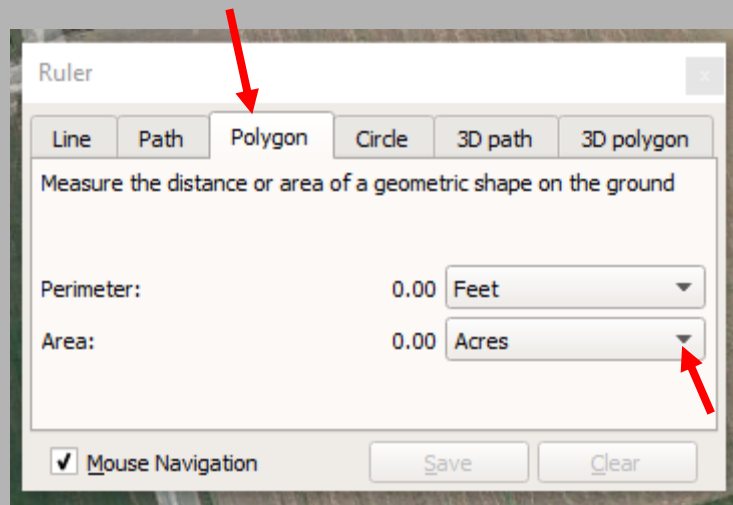 Ruler
x
Line Path Polygon Circle 3D path 3D polygon
Measure the distance or area of a geometric shape on the ground
Perimeter: 0.00 Feet
Area: 0.00 Acres
Mouse Navigation Save Clear